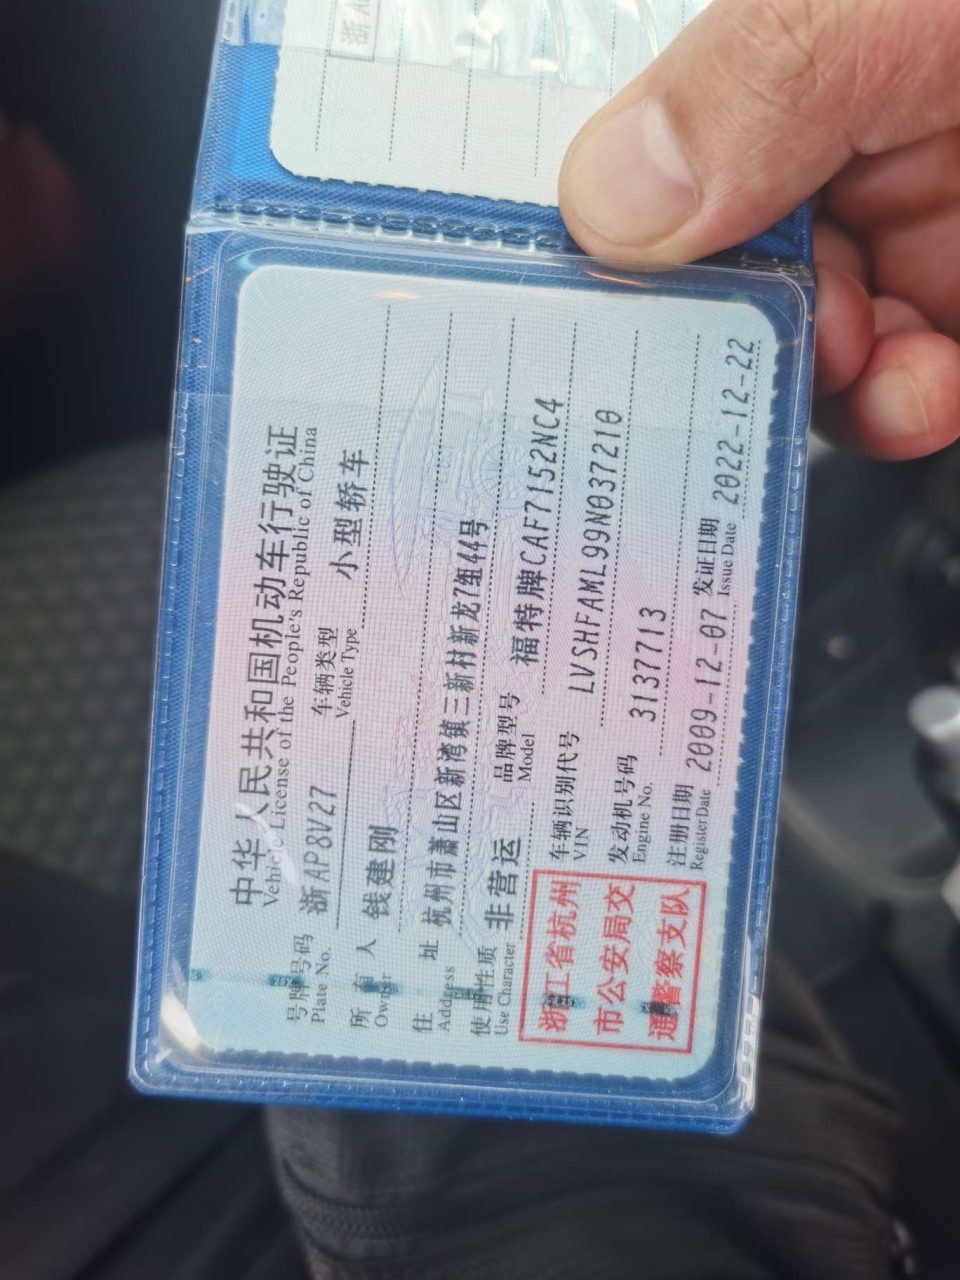 浙A
中华人民共和国机动车行驶证
Vehicle License of the People's Republic of China
号牌号码 浙AP8V27 车辆类型 小型轿车
Plate No. Vehicle Type
所有人 钱建刚
Owner
住址 杭州市萧山区新湾镇三新村新龙7组44号
Address
使用性质 非营运 品牌型号 福特牌CAF7152NC4
Use Character Model
浙江省杭州
市公安局交
通警察支队
车辆识别代号 LVSHFAML99N037210
VIN
发动机号码 3137713
Engine No.
注册日期 2009-12-07 发证日期 2022-12-22
RegisterDate Issue Date